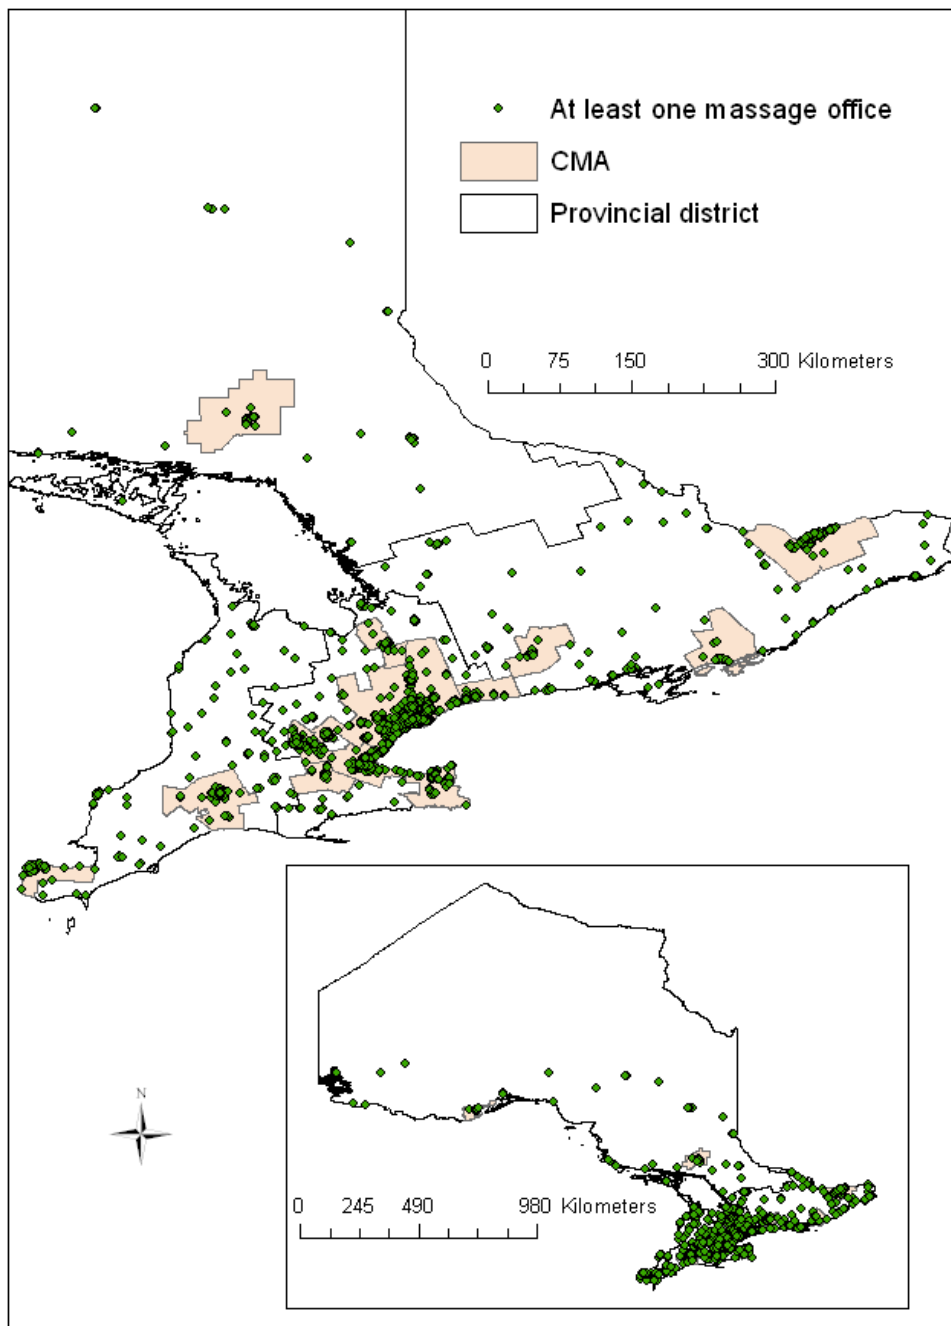 At least one massage office
CMA
Provincial district
0 75 150 300 Kilometers
N
0 245 490 980 Kilometers